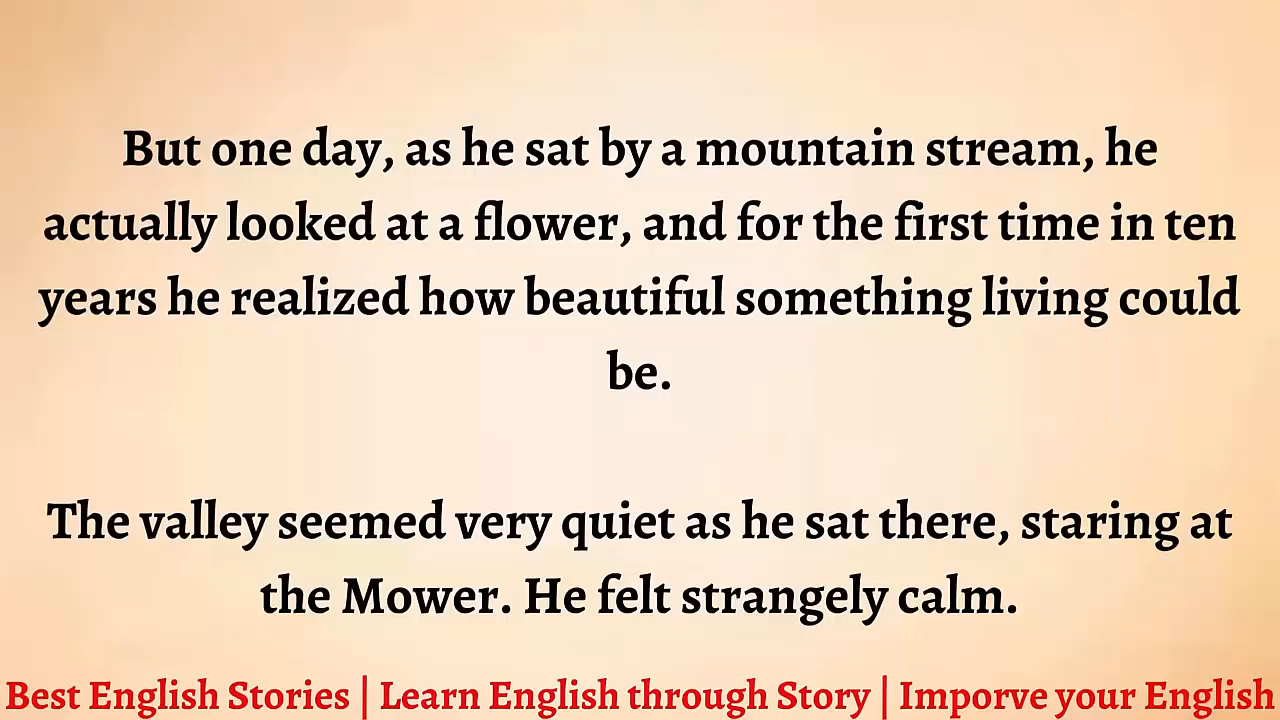 But one day, as he sat by a mountain stream, he
actually looked at a flower, and for the first time in ten
years he realized how beautiful something living could
be.
The valley seemed very quiet as he sat there, staring at
the Mower. He felt strangely calm.
Best English Stories | Learn English through Story | Imporve your English